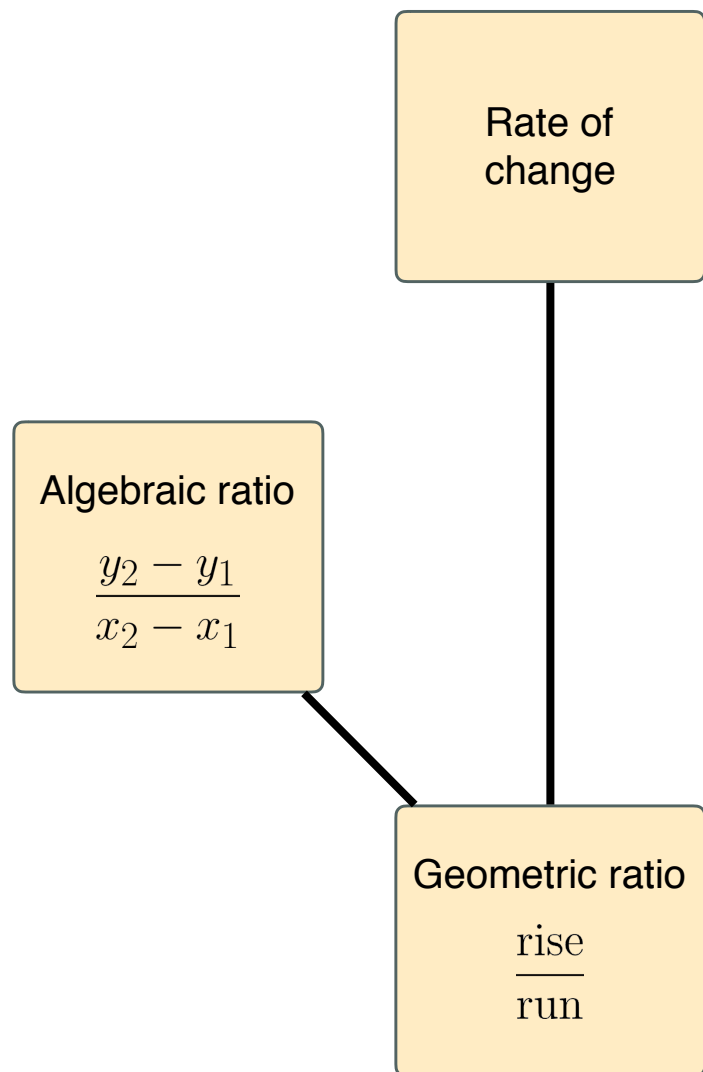 Rate of
change
Algebraic ratio
y₂ − y₁
x₂ − x₁
Geometric ratio
rise
run